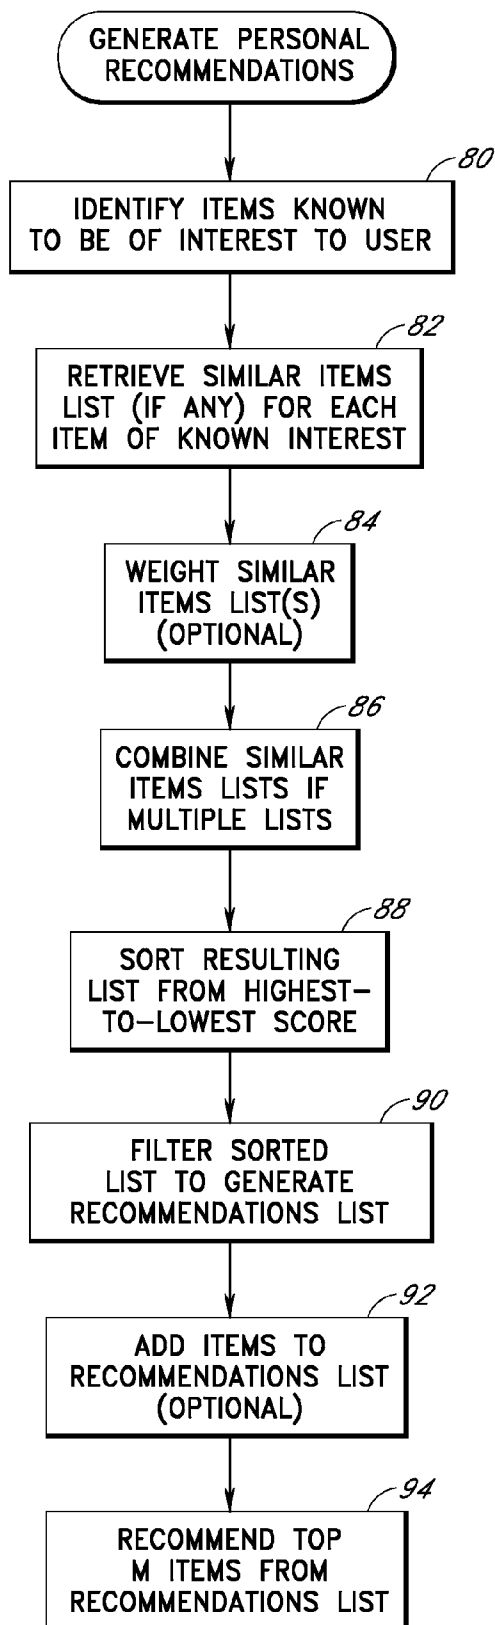 GENERATE PERSONAL
RECOMMENDATIONS
80
IDENTIFY ITEMS KNOWN
TO BE OF INTEREST TO USER
82
RETRIEVE SIMILAR ITEMS
LIST (IF ANY) FOR EACH
ITEM OF KNOWN INTEREST
84
WEIGHT SIMILAR
ITEMS LIST(S)
(OPTIONAL)
86
COMBINE SIMILAR
ITEMS LISTS IF
MULTIPLE LISTS
88
SORT RESULTING
LIST FROM HIGHEST-
TO-LOWEST SCORE
90
FILTER SORTED
LIST TO GENERATE
RECOMMENDATIONS LIST
92
ADD ITEMS TO
RECOMMENDATIONS LIST
(OPTIONAL)
94
RECOMMEND TOP
M ITEMS FROM
RECOMMENDATIONS LIST